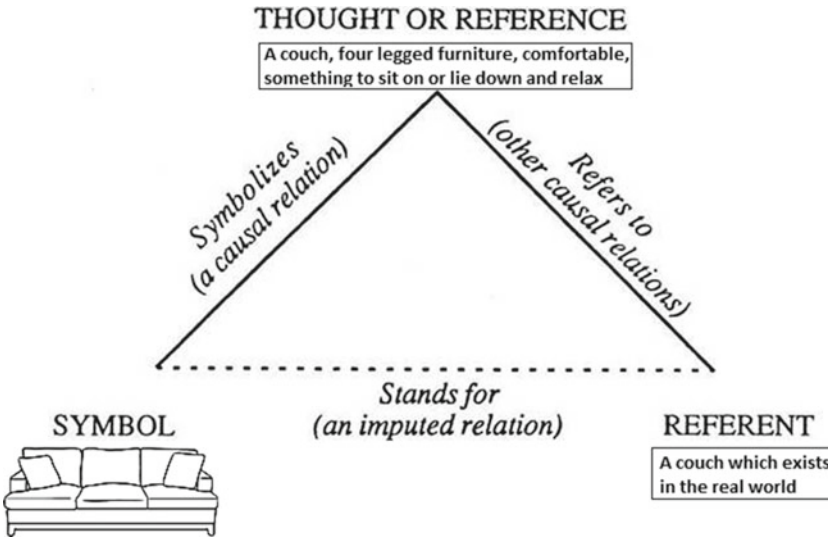 THOUGHT OR REFERENCE
A couch, four legged furniture, comfortable,
something to sit on or lie down and relax
Symbolizes
(a causal relation)
Refers to
(other causal relations)
Stands for
(an imputed relation)
SYMBOL
REFERENT
A couch which exists
in the real world